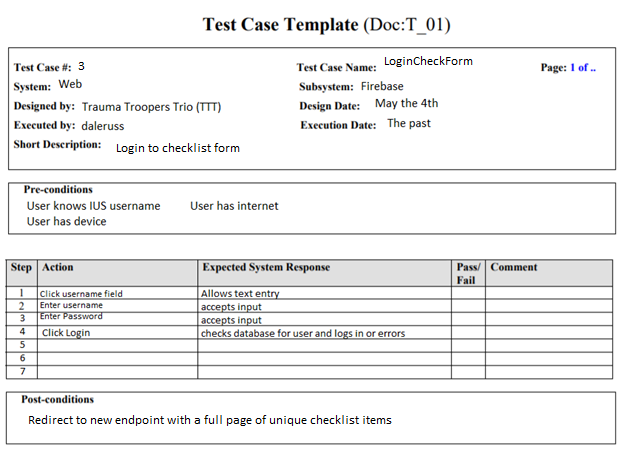 Test Case Template (Doc:T_01)
Test Case #: 3 Test Case Name: LoginCheckForm Page: 1 of ..
System: Web Subsystem: Firebase
Designed by: Trauma Troopers Trio (TTT) Design Date: May the 4th
Executed by: daleruss Execution Date: The past
Short Description: Login to checklist form
Pre-conditions
User knows IUS username User has internet
User has device
Step Action Expected System Response Pass/ Comment
Fail
1 Click username field Allows text entry
2 Enter username accepts input
3 Enter Password accepts input
4 Click Login checks database for user and logs in or errors
5
6
7
Post-conditions
Redirect to new endpoint with a full page of unique checklist items